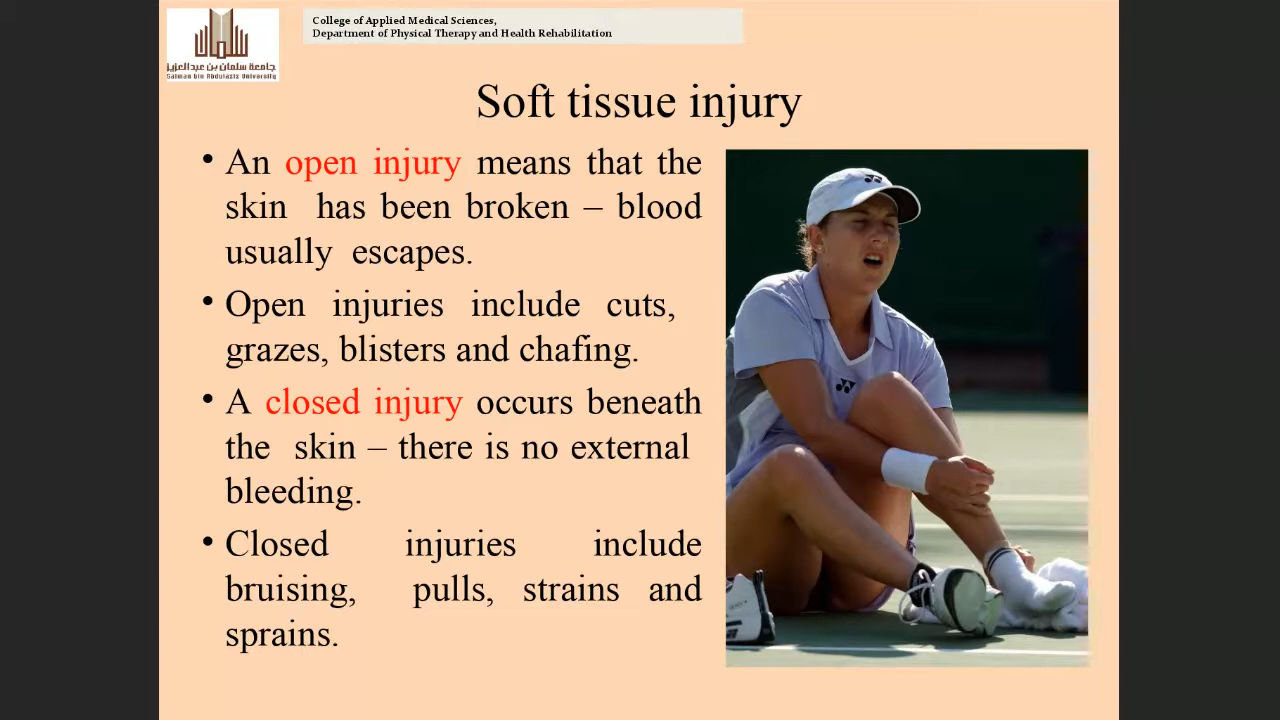 جامعة سلمان بن عبدالعزيز
Salman bin Abdulaziz University
College of Applied Medical Sciences,
Department of Physical Therapy and Health Rehabilitation
Soft tissue injury
• An open injury means that the
skin has been broken – blood
usually escapes.
• Open injuries include cuts,
grazes, blisters and chafing.
• A closed injury occurs beneath
the skin – there is no external
bleeding.
• Closed injuries include
bruising, pulls, strains and
sprains.